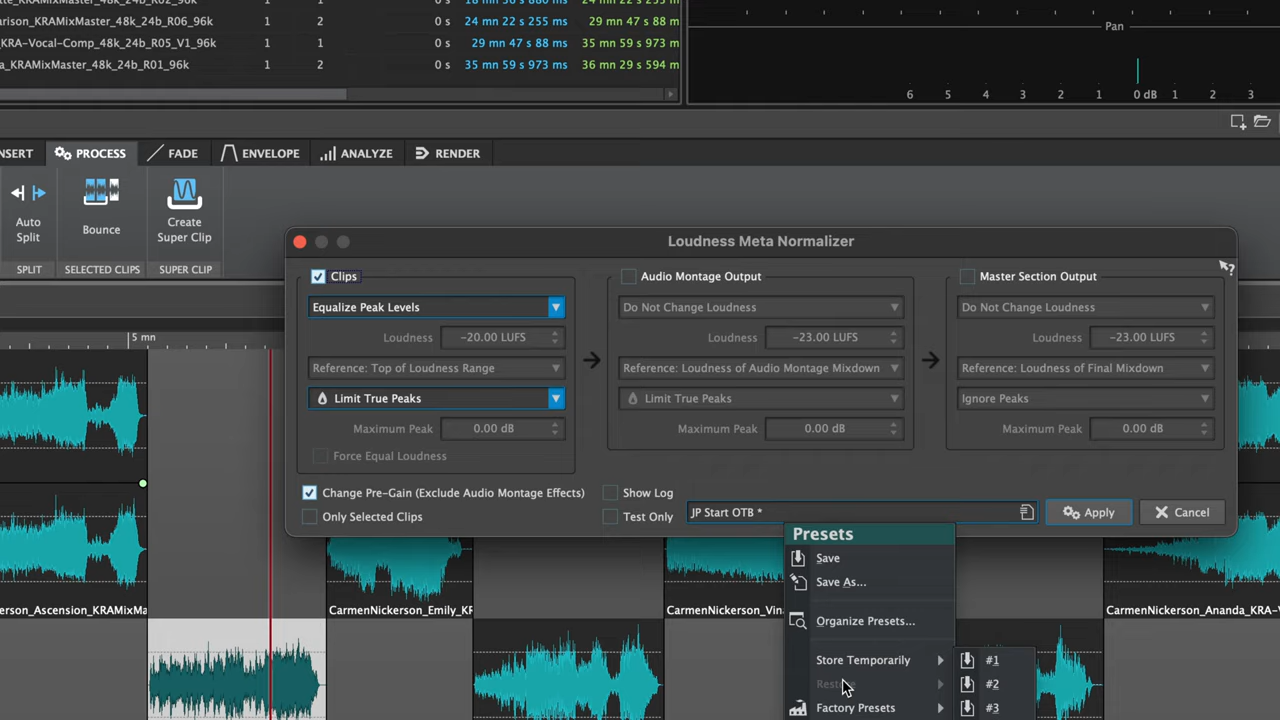 arison_KRAMixMaster_48k_24b_R06_96k 1 2 0 s 24 mn 22 s 255 ms 29 mn 47 s 88 m
_KRA-Vocal-Comp_48k_24b_R05_V1_96k 1 1 0 s 29 mn 47 s 88 ms 35 mn 59 s 973 m
a_KRAMixMaster_48k_24b_R01_96k 1 2 0 s 35 mn 59 s 973 ms 36 mn 29 s 594 m
Pan
6 5 4 3 2 1 0 dB 1 2 3
NSERT PROCESS FADE ENVELOPE ANALYZE RENDER
Auto Split
Bounce
Create Super Clip
SPLIT SELECTED CLIPS SUPER CLIP
5 mn
Loudness Meta Normalizer
Clips
Equalize Peak Levels
Loudness -20.00 LUFS
Reference: Top of Loudness Range
Limit True Peaks
Maximum Peak 0.00 dB
Force Equal Loudness
Audio Montage Output
Do Not Change Loudness
Loudness -23.00 LUFS
Reference: Loudness of Audio Montage Mixdown
Limit True Peaks
Maximum Peak 0.00 dB
Master Section Output
Do Not Change Loudness
Loudness -23.00 LUFS
Reference: Loudness of Final Mixdown
Ignore Peaks
Maximum Peak 0.00 dB
Change Pre-Gain (Exclude Audio Montage Effects)
Only Selected Clips
Show Log
Test Only
JP Start OTB *
Apply
Cancel
Presets
Save
Save As...
Organize Presets...
Store Temporarily
Factory Presets
#1
#2
#3
erson_Ascension_KRAMixMa
CarmenNickerson_Emily_KF
CarmenNickerson_Vin
CarmenNickerson_Ananda_KRA-V